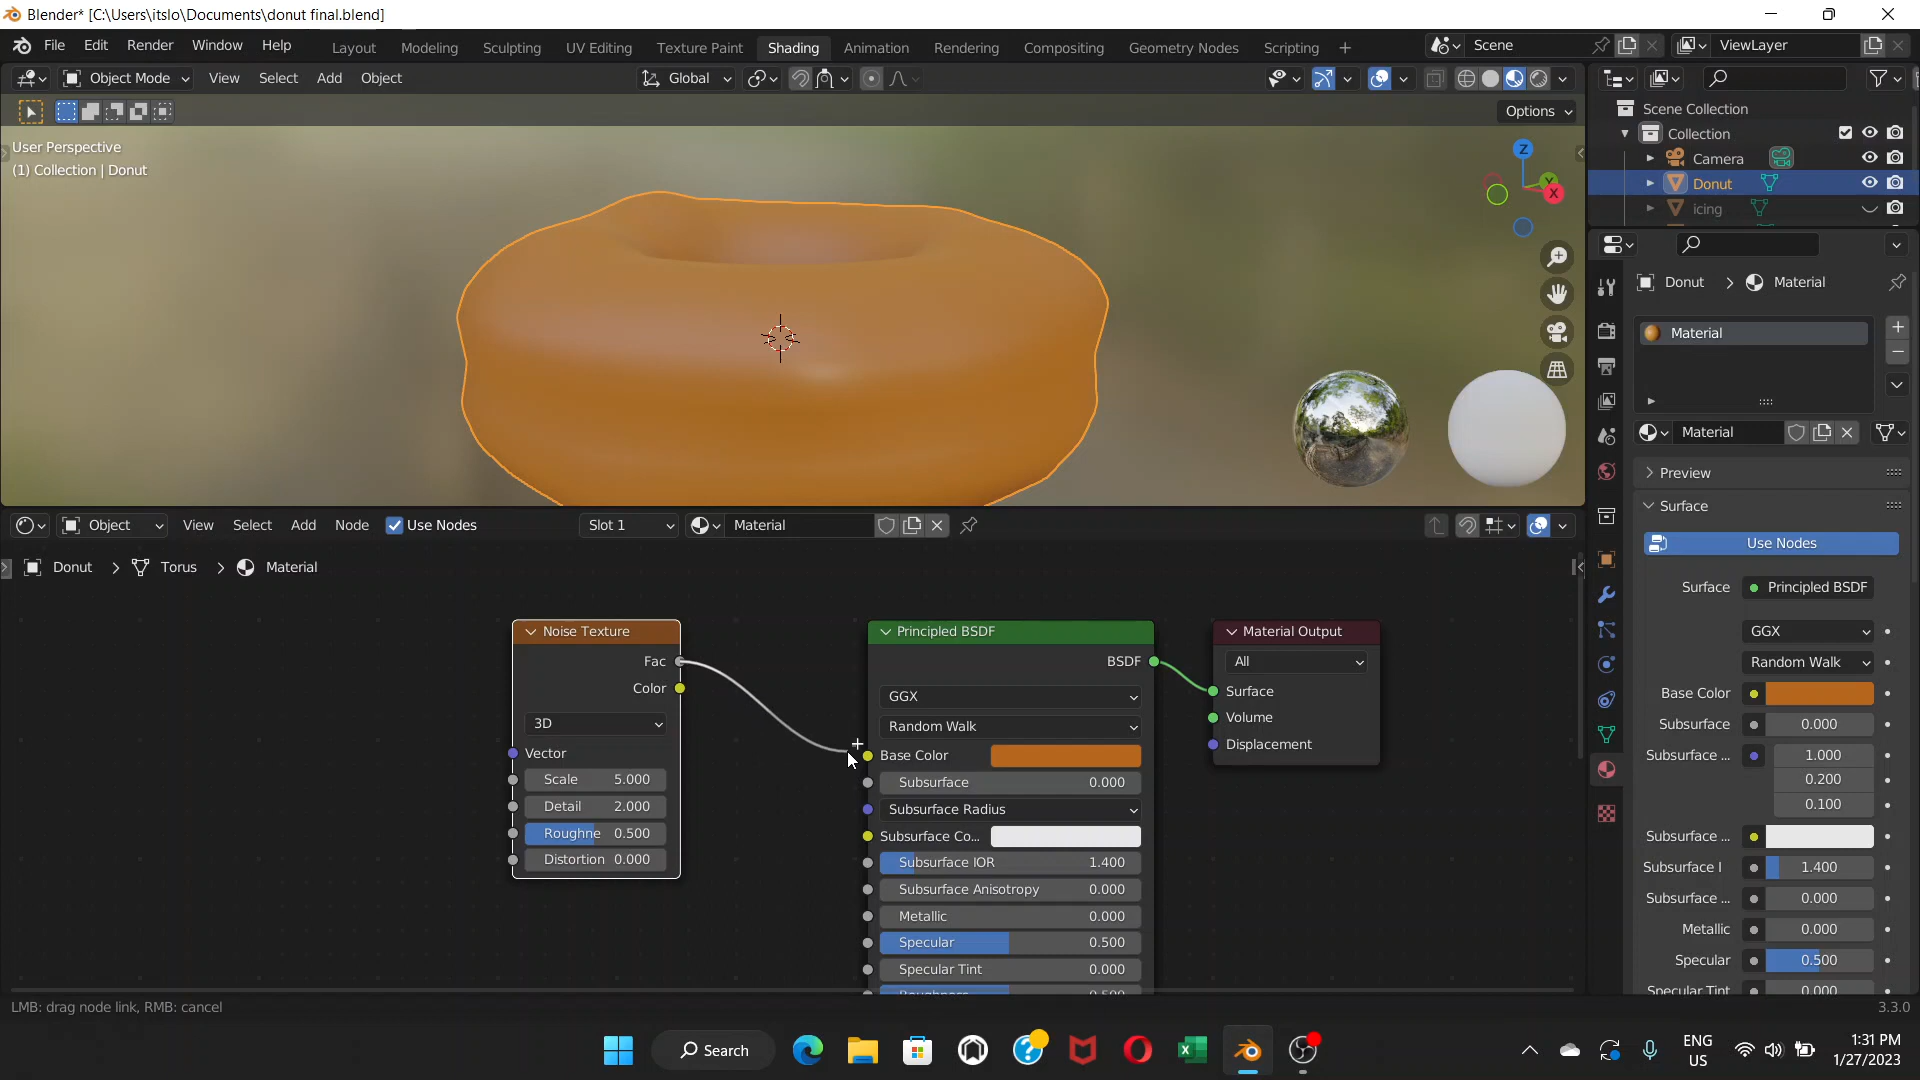 Blender* [C:\Users\itslo\Documents\donut final.blend]
File Edit Render Window Help
Layout Modeling Sculpting UV Editing Texture Paint Shading Animation Rendering Compositing Geometry Nodes Scripting +
Scene
ViewLayer
Object Mode View Select Add Object
Global
Options
User Perspective
(1) Collection | Donut
Z
Y
X
Scene Collection
Collection
Camera
Donut
icing
Donut > Material
Material
Material
Preview
Surface
Use Nodes
Surface Principled BSDF
GGX
Random Walk
Base Color
Subsurface 0.000
Subsurface ... 1.000
0.200
0.100
Subsurface ...
Subsurface I 1.400
Subsurface ... 0.000
Metallic 0.000
Specular 0.500
Specular Tint 0.000
Object View Select Add Node Use Nodes Slot 1 Material
Donut > Torus > Material
Noise Texture
Fac
Color
3D
Vector
Scale 5.000
Detail 2.000
Roughne 0.500
Distortion 0.000
Principled BSDF
BSDF
GGX
Random Walk
Base Color
Subsurface 0.000
Subsurface Radius
Subsurface Co...
Subsurface IOR 1.400
Subsurface Anisotropy 0.000
Metallic 0.000
Specular 0.500
Specular Tint 0.000
Roughness 0.500
Material Output
All
Surface
Volume
Displacement
LMB: drag node link, RMB: cancel
3.3.0
Search
ENG
US
1:31 PM
1/27/2023